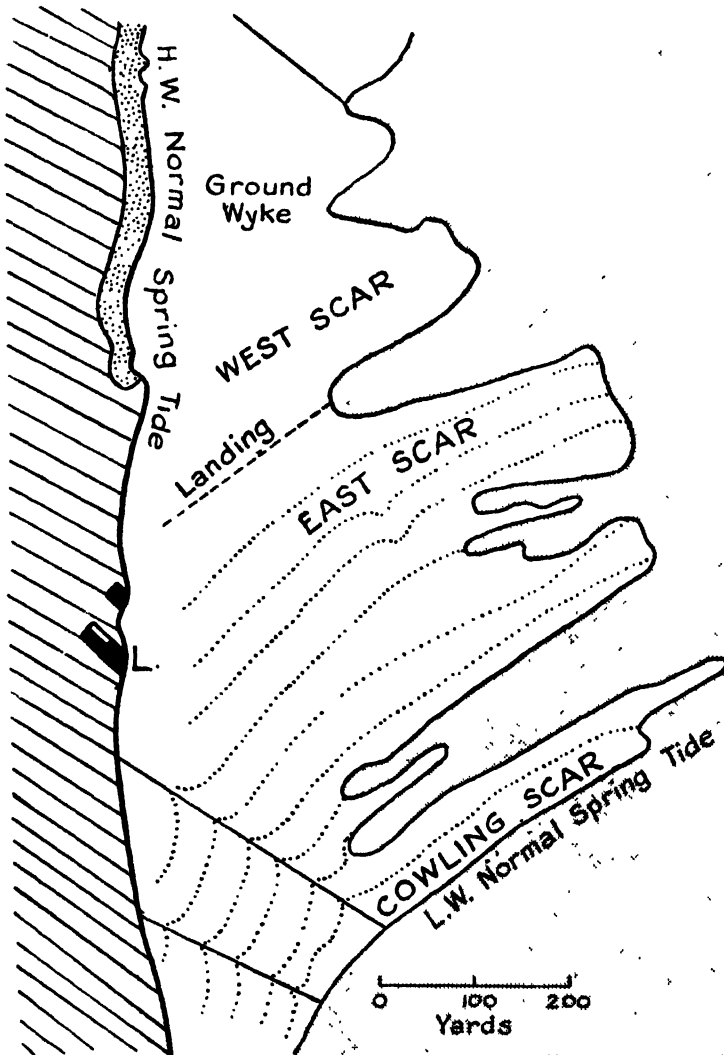 H.W. Normal Spring Tide
Ground
Wyke
WEST SCAR
Landing
EAST SCAR
L.
COWLING SCAR
L.W. Normal Spring Tide
0 100 200
Yards